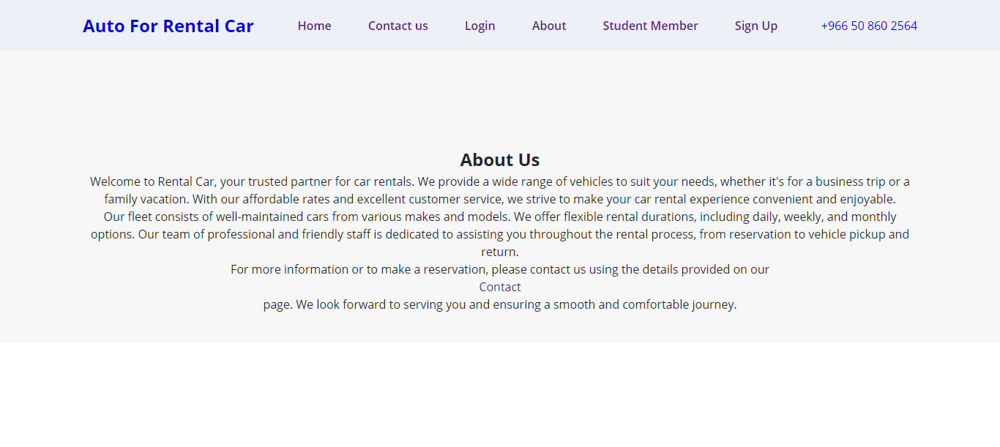 Auto For Rental Car Home Contact us Login About Student Member Sign Up +966 50 860 2564
About Us
Welcome to Rental Car, your trusted partner for car rentals. We provide a wide range of vehicles to suit your needs, whether it's for a business trip or a
family vacation. With our affordable rates and excellent customer service, we strive to make your car rental experience convenient and enjoyable.
Our fleet consists of well-maintained cars from various makes and models. We offer flexible rental durations, including daily, weekly, and monthly
options. Our team of professional and friendly staff is dedicated to assisting you throughout the rental process, from reservation to vehicle pickup and
return.
For more information or to make a reservation, please contact us using the details provided on our
Contact
page. We look forward to serving you and ensuring a smooth and comfortable journey.